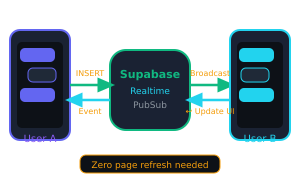 INSERT
Supabase
Broadcast
Realtime
PubSub
Event
← Update UI
User A
User B
Zero page refresh needed